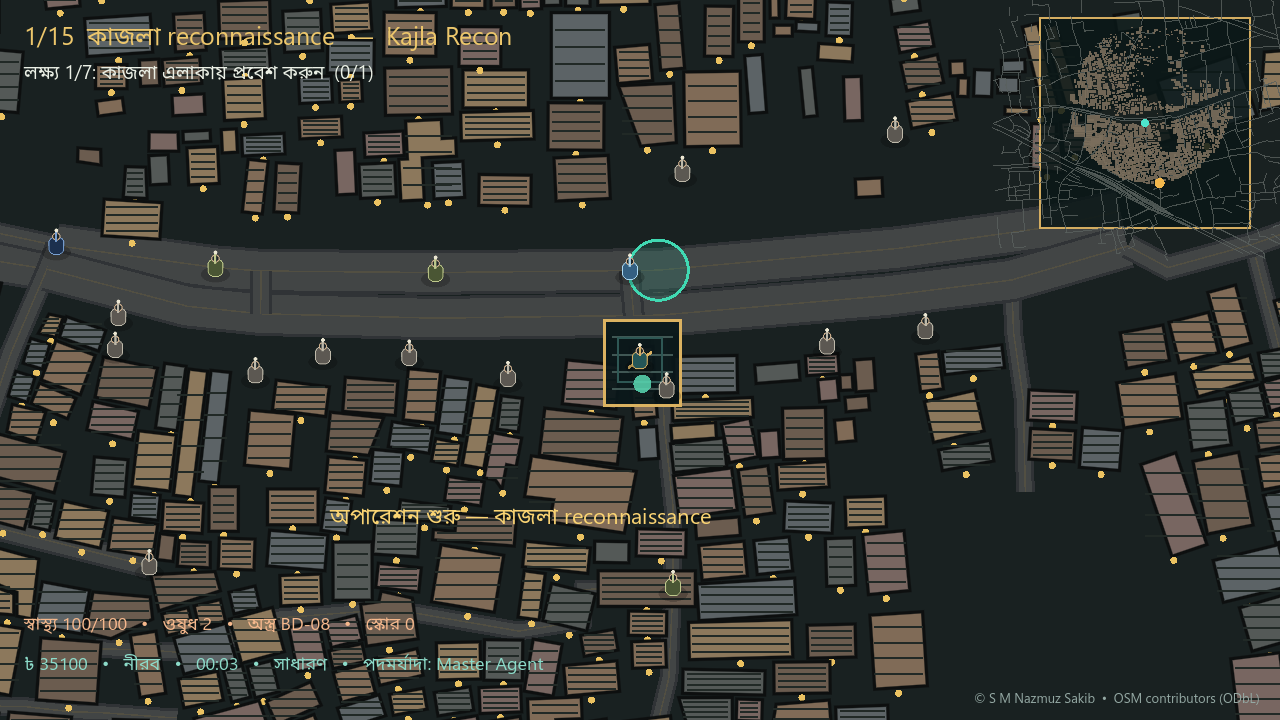 1/15 কাজলা reconnaissance — Kajla Recon
লক্ষ্য 1/7: কাজলা এলাকায় প্রবেশ করুন (0/1)
অপারেশন শুরু — কাজলা reconnaissance
স্বাস্থ্য 100/100 • ওষুধ 2 • অস্ত্র BD-08 • স্কোর 0
৳ 35100 • নীরব • 00:03 • সাধারণ • পদমর্যাদা: Master Agent
© S M Nazmuz Sakib • OSM contributors (ODbL)